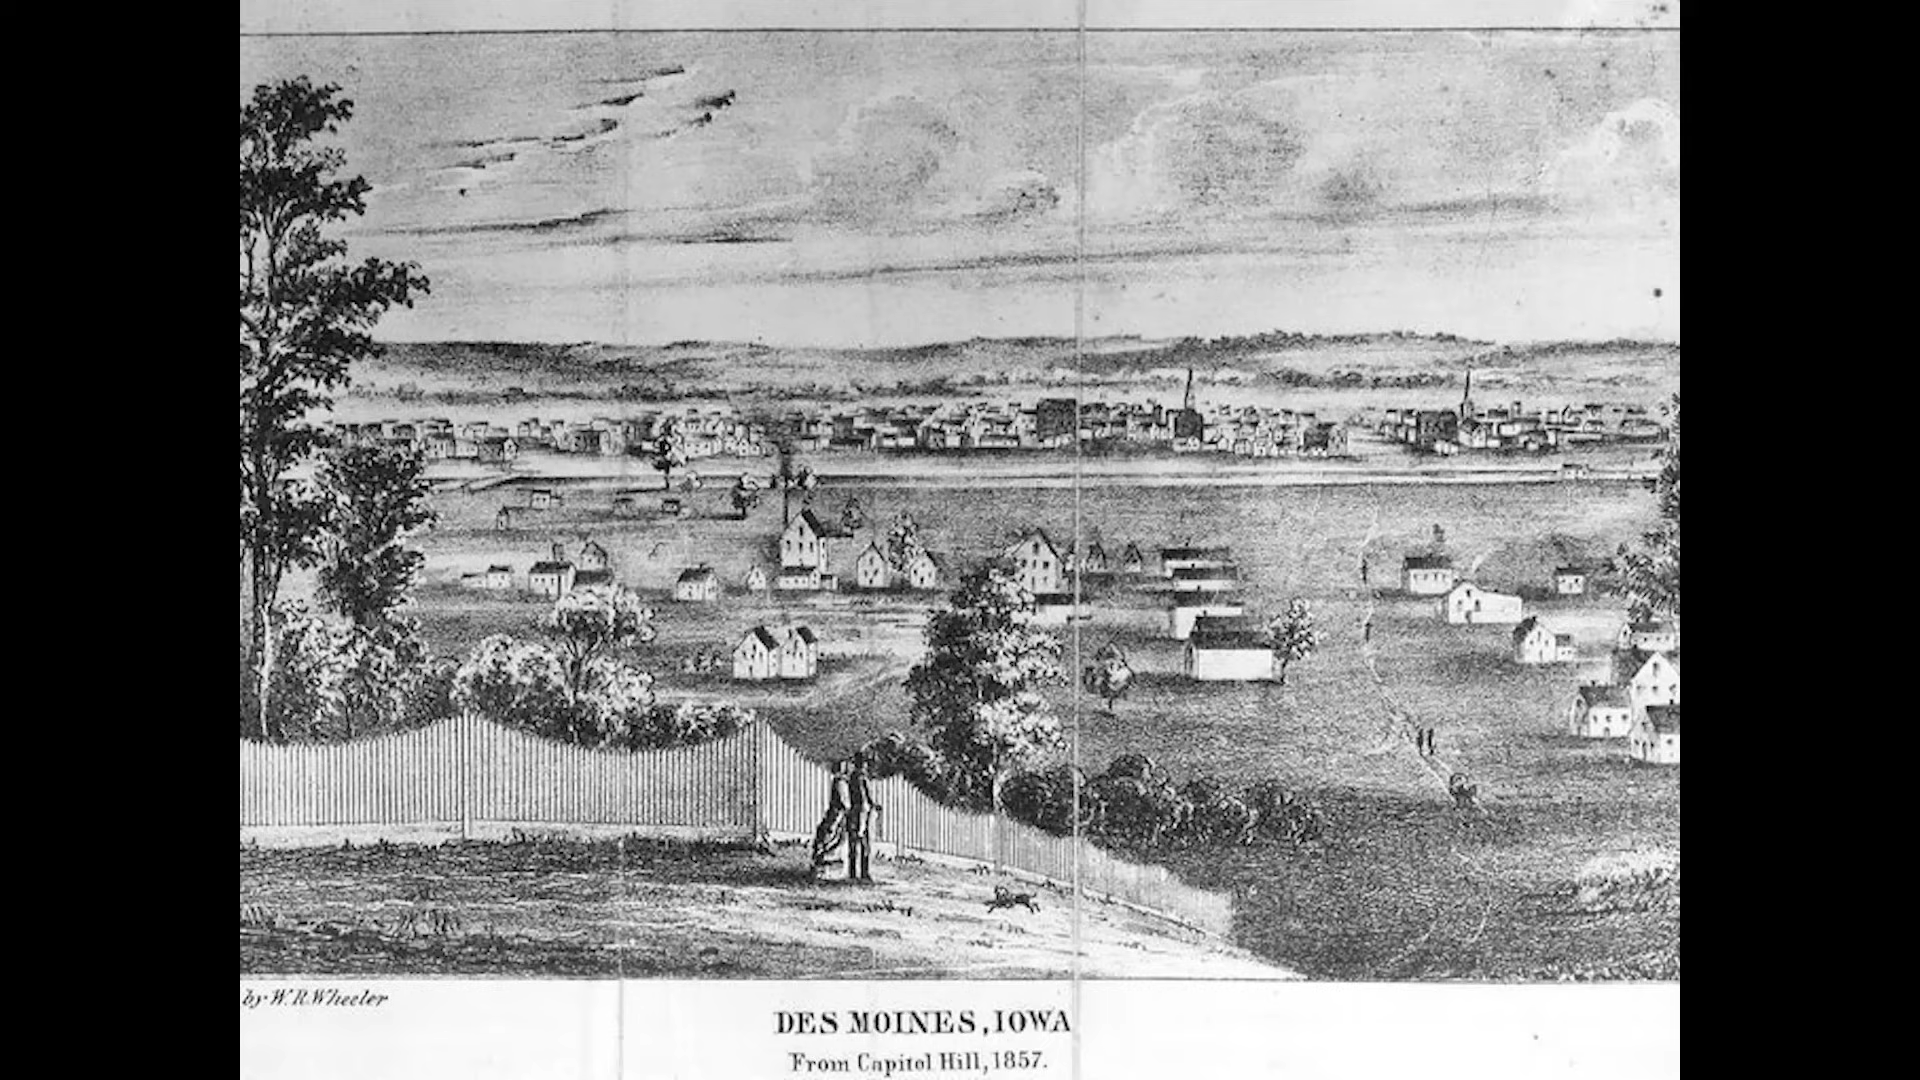 by W. R. Wheeler
DES MOINES, IOWA
From Capitol Hill, 1857.